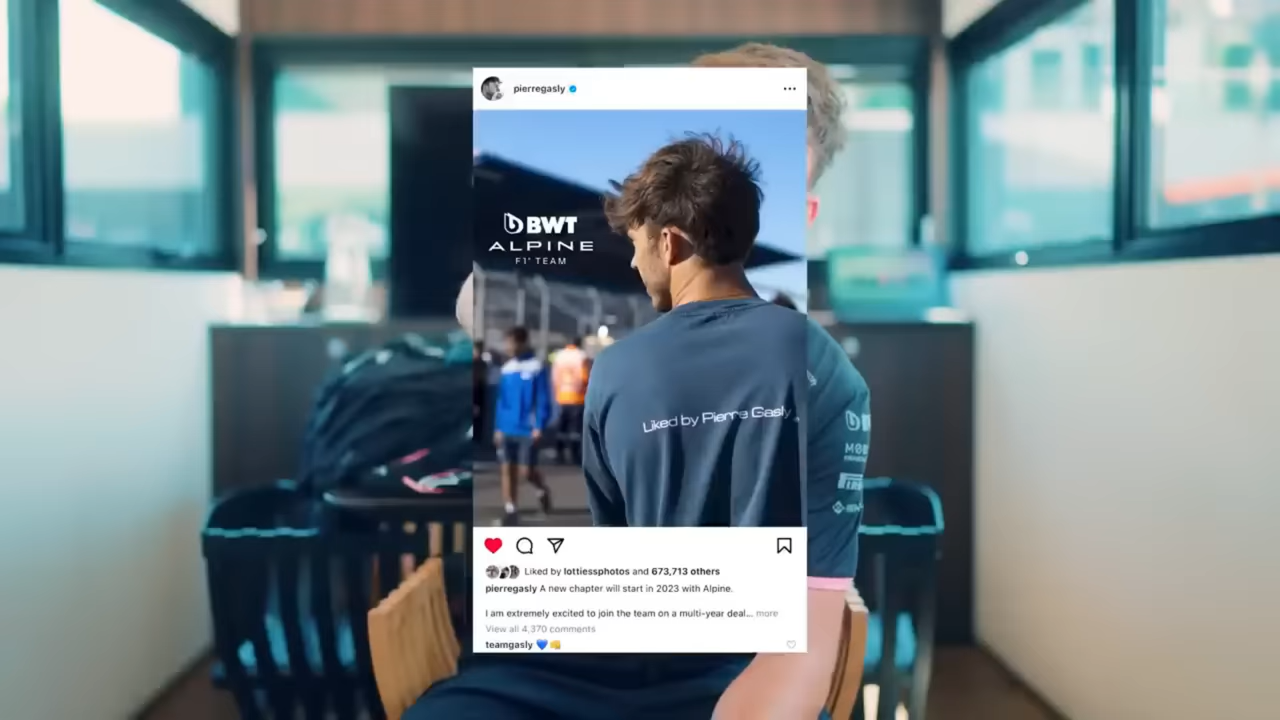 pierregasly
BWT
ALPINE
F1® TEAM
Liked by Pierre Gasly
Liked by lottiessphotos and 673,713 others
pierregasly A new chapter will start in 2023 with Alpine.
I am extremely excited to join the team on a multi-year deal... more
View all 4,370 comments
teamgasly 💙👊